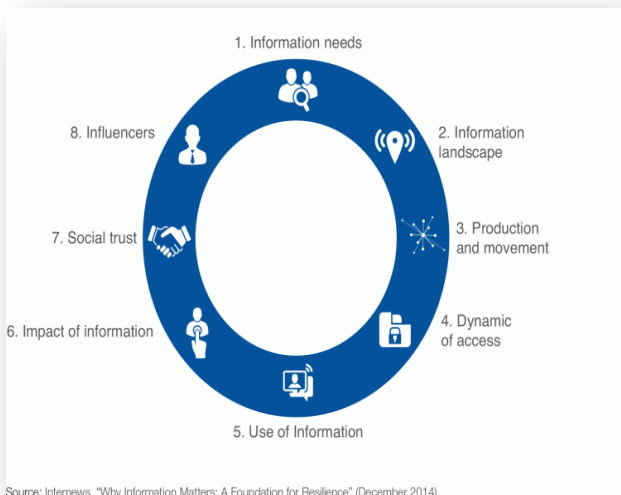 1. Information needs
2. Information
landscape
3. Production
and movement
4. Dynamic
of access
5. Use of Information
6. Impact of information
7. Social trust
8. Influencers
Source: Internews, “Why Information Matters: A Foundation for Resilience” (December 2014)